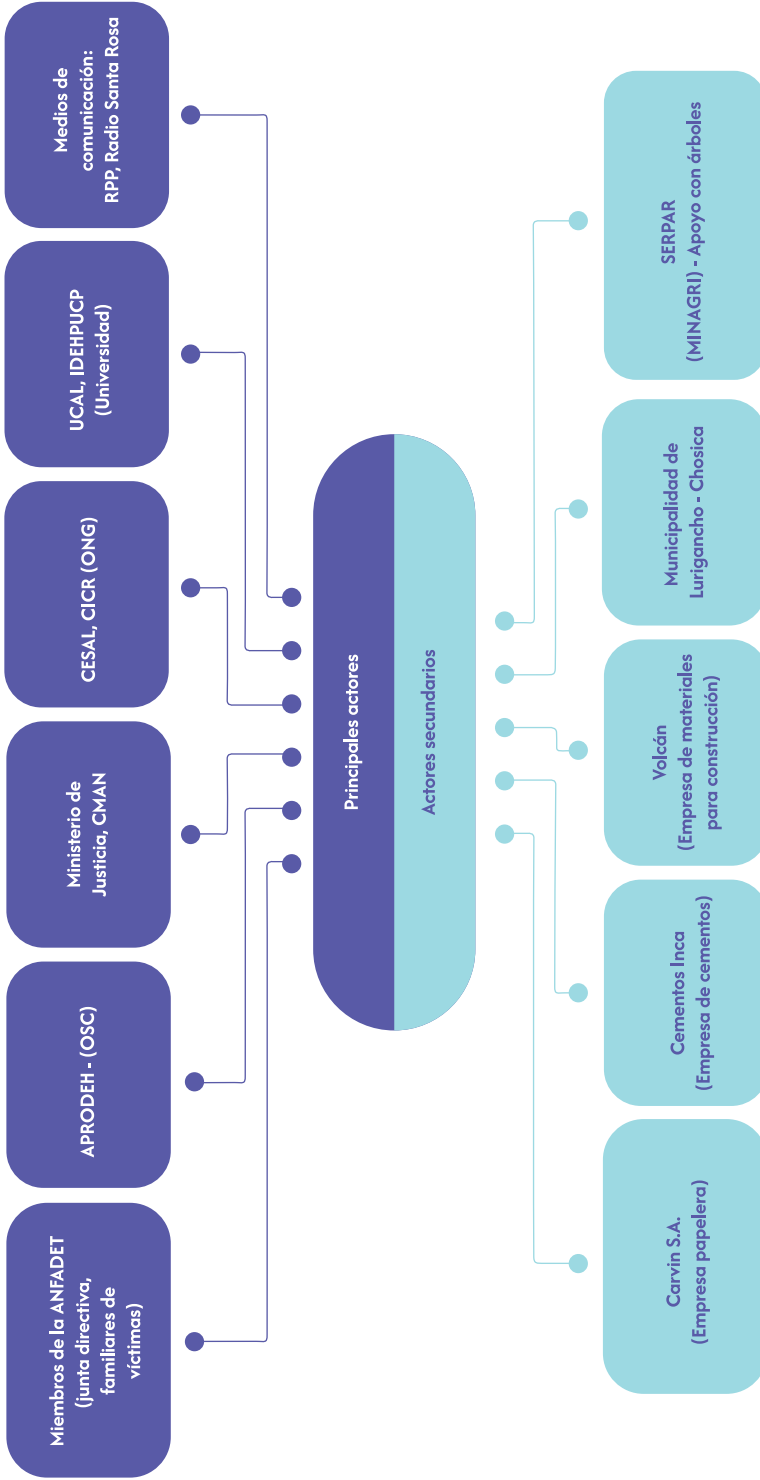 Miembros de la ANFADET
(junta directiva,
familiares de
víctimas)
APRODEH - (OSC)
Ministerio de
Justicia, CMAN
CESAL, CICR (ONG)
UCAL, IDEHPUCP
(Universidad)
Medios de
comunicación:
RPP, Radio Santa Rosa
Principales actores
Actores secundarios
Carvin S.A.
(Empresa papelera)
Cementos Inca
(Empresa de cementos)
Volcán
(Empresa de materiales
para construcción)
Municipalidad de
Lurigancho - Chosica
SERPAR
(MINAGRI) - Apoyo con árboles